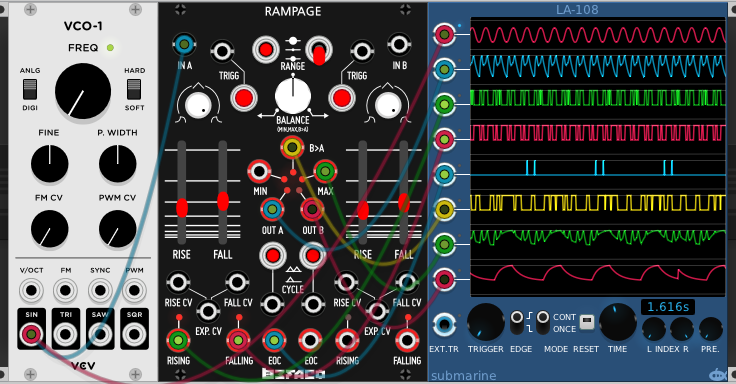 VCO-1
FREQ
ANLG
DIGI
HARD
SOFT
FINE
P. WIDTH
FM CV
PWM CV
V/OCT
FM
SYNC
PWM
SIN
TRI
SAW
SQR
VCV
RAMPAGE
IN A
TRIGG
RANGE
TRIGG
IN B
BALANCE
(MIN,MAX,B>A)
B>A
MIN
MAX
OUT A
OUT B
RISE
FALL
RISE
FALL
CYCLE
RISE CV
FALL CV
EXP. CV
RISE CV
FALL CV
EXP. CV
RISING
FALLING
EOC
EOC
RISING
FALLING
BEFACO
LA-108
1.616s
CONT
ONCE
EXT.TR
TRIGGER
EDGE
MODE
RESET
TIME
L INDEX R
PRE.
submarine